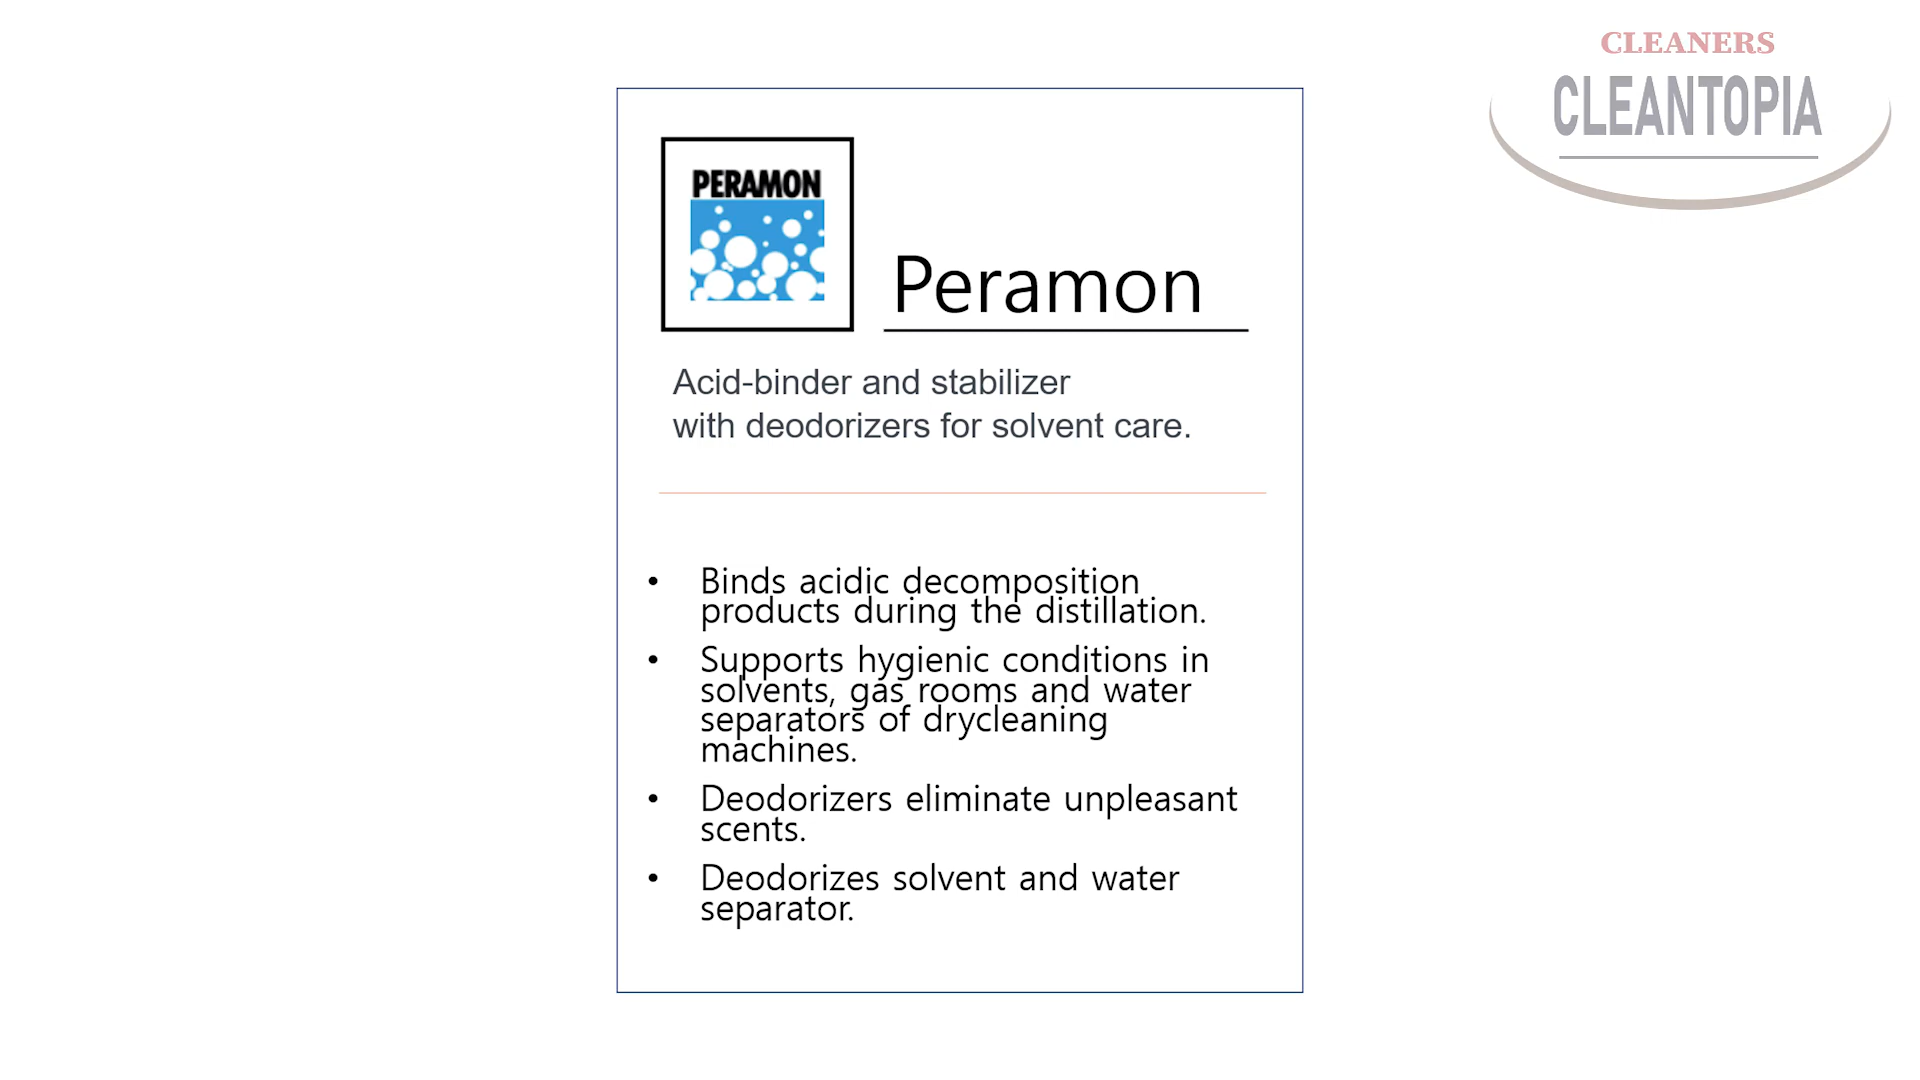 CLEANERS
CLEANTOPIA
PERAMON
Peramon
Acid-binder and stabilizer
with deodorizers for solvent care.
• Binds acidic decomposition
products during the distillation.
• Supports hygienic conditions in
solvents, gas rooms and water
separators of drycleaning
machines.
• Deodorizers eliminate unpleasant
scents.
• Deodorizes solvent and water
separator.